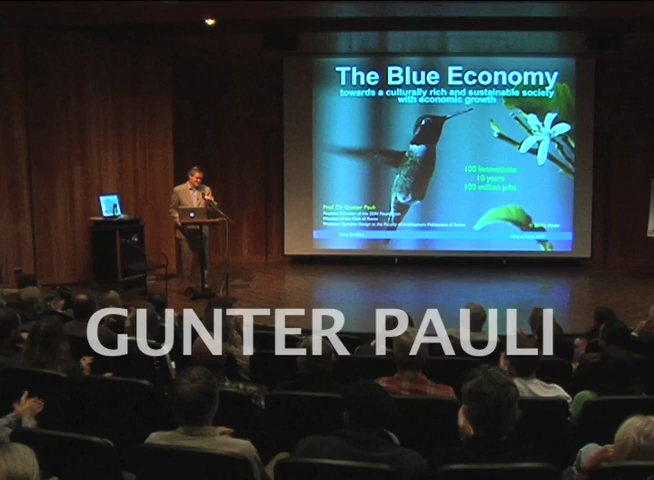 The Blue Economy
towards a culturally rich and sustainable society
with economic growth
100 Innovations
10 years
100 million jobs
Prof. Dr. Gunter Pauli
GUNTER PAULI